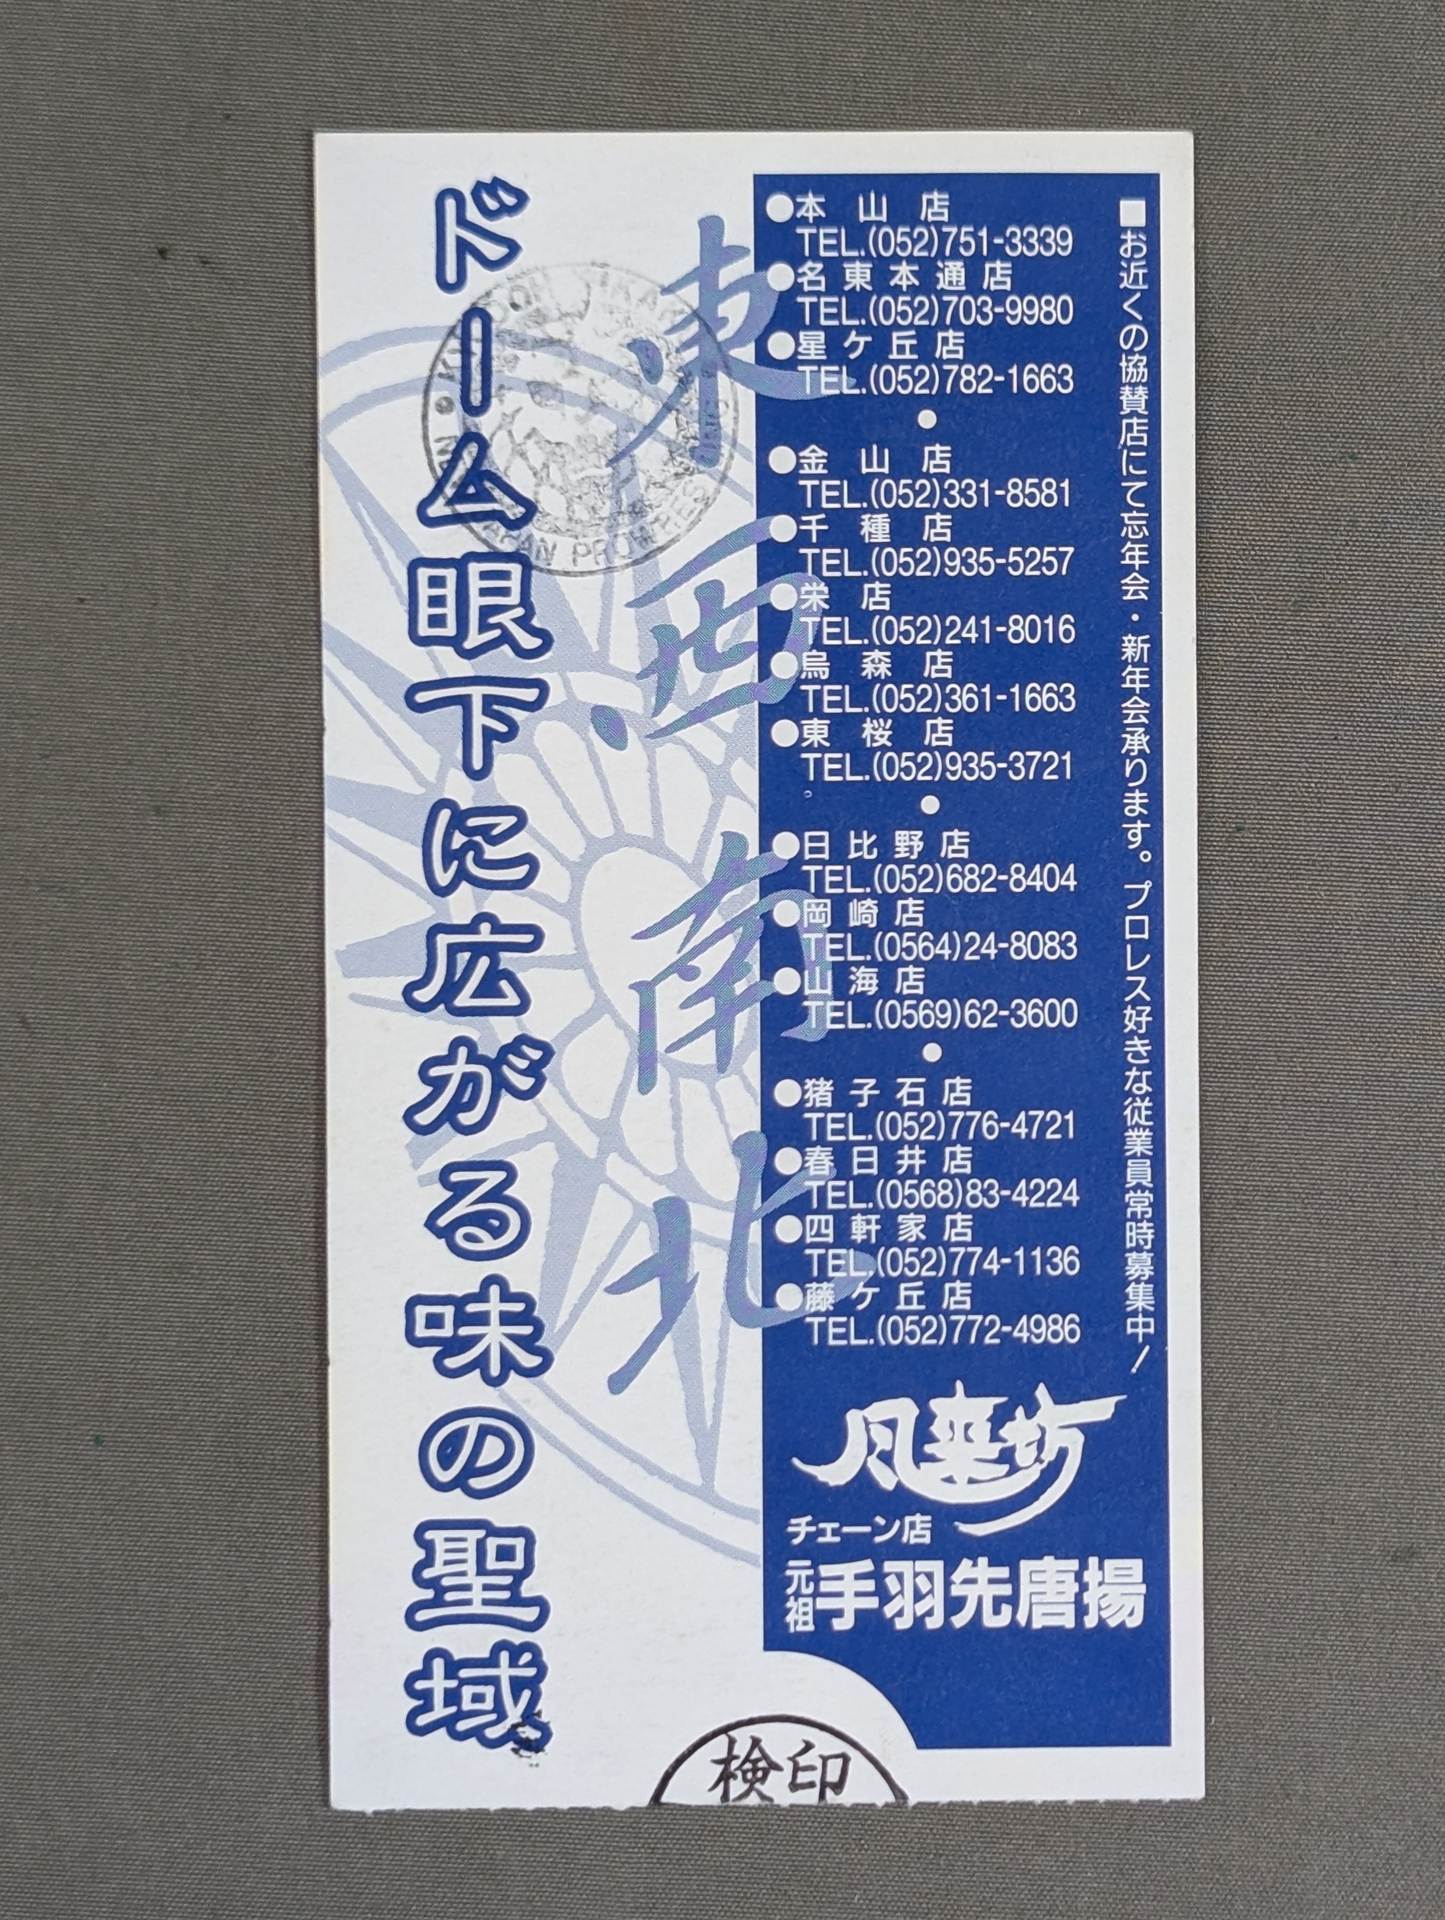 ■お近くの協賛店にて忘年会・新年会承ります。プロレス好きな従業員常時募集中！
●本山店
TEL.(052)751-3339
●名東本通店
TEL.(052)703-9980
●星ケ丘店
TEL.(052)782-1663
●
●金山店
TEL.(052)331-8581
●千種店
TEL.(052)935-5257
●栄店
TEL.(052)241-8016
●烏森店
TEL.(052)361-1663
●東桜店
TEL.(052)935-3721
●
●日比野店
TEL.(052)682-8404
●岡崎店
TEL.(0564)24-8083
●山海店
TEL.(0569)62-3600
●
●猪子石店
TEL.(052)776-4721
●春日井店
TEL.(0568)83-4224
●四軒家店
TEL.(052)774-1136
●藤ケ丘店
TEL.(052)772-4986
風来坊
チェーン店
元祖
手羽先唐揚
東西南北
ドーム眼下に広がる味の聖域。
検印